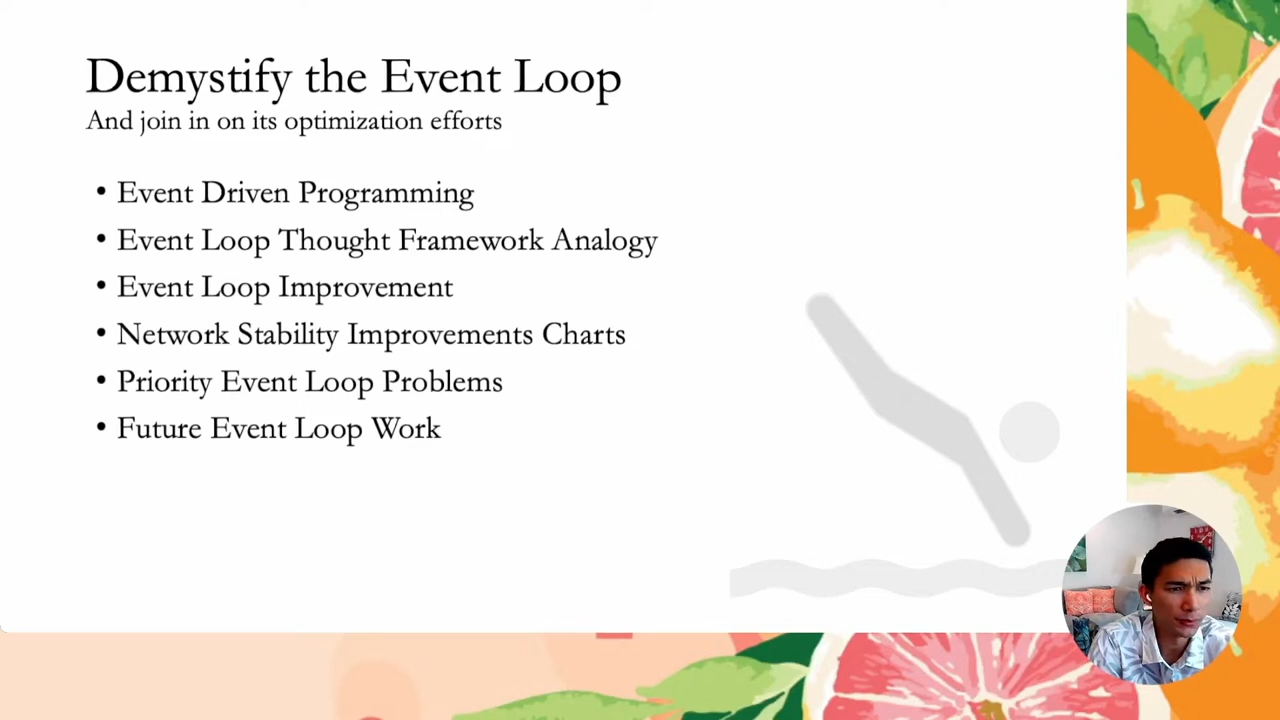 Demystify the Event Loop
And join in on its optimization efforts
• Event Driven Programming
• Event Loop Thought Framework Analogy
• Event Loop Improvement
• Network Stability Improvements Charts
• Priority Event Loop Problems
• Future Event Loop Work